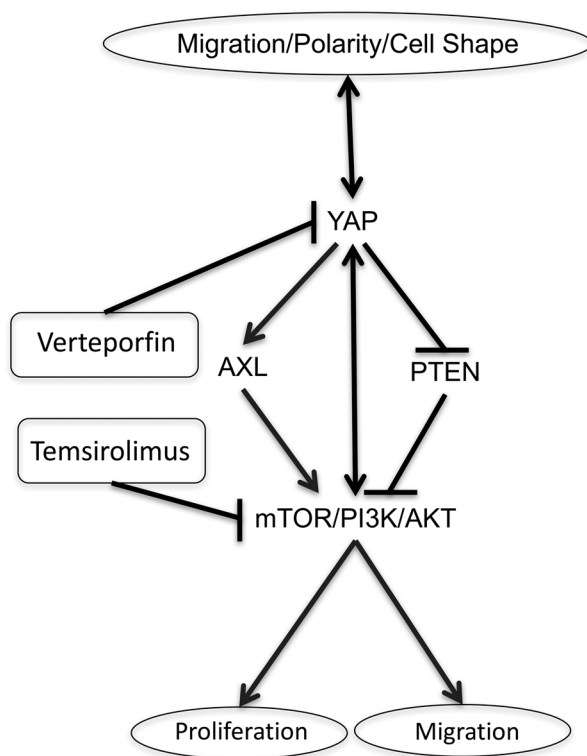 Migration/Polarity/Cell Shape
YAP
Verteporfin
AXL
PTEN
Temsirolimus
mTOR/PI3K/AKT
Proliferation
Migration